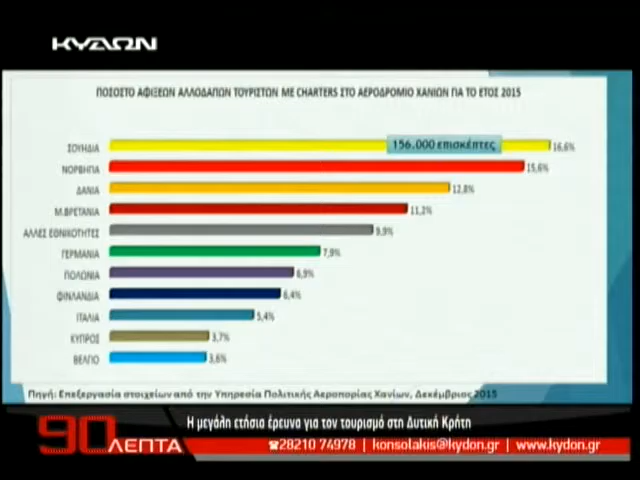 ΚΥΔΩΝ
ΠΟΣΟΣΤΟ ΑΦΙΞΕΩΝ ΑΛΛΟΔΑΠΩΝ ΤΟΥΡΙΣΤΩΝ ΜΕ CHARTERS ΣΤΟ ΑΕΡΟΔΡΟΜΙΟ ΧΑΝΙΩΝ ΓΙΑ ΤΟ ΕΤΟΣ 2015
ΣΟΥΗΔΙΑ 156.000 επισκέπτες 16,6%
ΝΟΡΒΗΓΙΑ 15,6%
ΔΑΝΙΑ 12,8%
Μ.ΒΡΕΤΑΝΙΑ 11,2%
ΑΛΛΕΣ ΕΘΝΙΚΟΤΗΤΕΣ 9,9%
ΓΕΡΜΑΝΙΑ 7,9%
ΠΟΛΩΝΙΑ 6,9%
ΦΙΝΛΑΝΔΙΑ 6,4%
ΙΤΑΛΙΑ 5,4%
ΚΥΠΡΟΣ 3,7%
ΒΕΛΓΙΟ 3,6%
Πηγή: Επεξεργασία στοιχείων από την Υπηρεσία Πολιτικής Αεροπορίας Χανίων, Δεκέμβριος 2015
90 ΛΕΠΤΑ
Η μεγάλη ετήσια έρευνα για τον τουρισμό στη Δυτική Κρήτη
☎28210 74978 | konsolakis@kydon.gr | www.kydon.gr